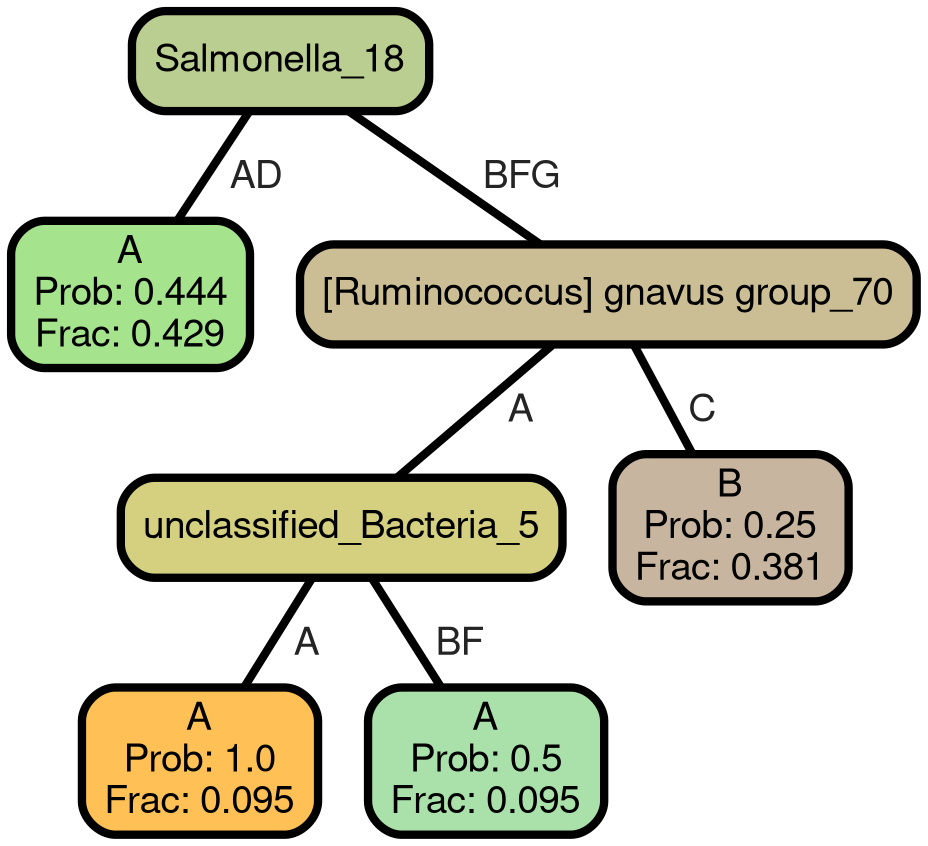 Salmonella_18
AD
BFG
A
Prob: 0.444
Frac: 0.429
[Ruminococcus] gnavus group_70
A
C
unclassified_Bacteria_5
B
Prob: 0.25
Frac: 0.381
A
BF
A
Prob: 1.0
Frac: 0.095
A
Prob: 0.5
Frac: 0.095